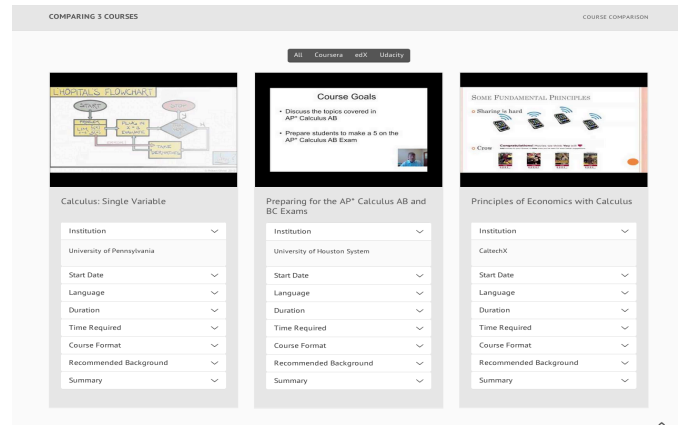 COMPARING 3 COURSES
COURSE COMPARISON
All Coursera edX Udacity
L'HOPITAL'S FLOWCHART
START
Course Goals
• Discuss the topics covered in
AP* Calculus AB
• Prepare students to make a 5 on the
AP* Calculus AB Exam
SOME FUNDAMENTAL PRINCIPLES
Sharing is hard
Crew
Congratulations!
Calculus: Single Variable
Institution
University of Pennsylvania
Start Date
Language
Duration
Time Required
Course Format
Recommended Background
Summary
Preparing for the AP* Calculus AB and
BC Exams
Institution
University of Houston System
Start Date
Language
Duration
Time Required
Course Format
Recommended Background
Summary
Principles of Economics with Calculus
Institution
CaltechX
Start Date
Language
Duration
Time Required
Course Format
Recommended Background
Summary